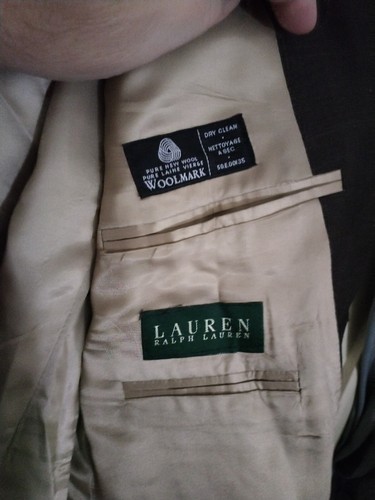 PURE NEW WOOL
PURE LAINE VIERGE
WOOLMARK
DRY CLEAN
NETTOYAGE
A SEC
LAUREN
RALPH LAUREN